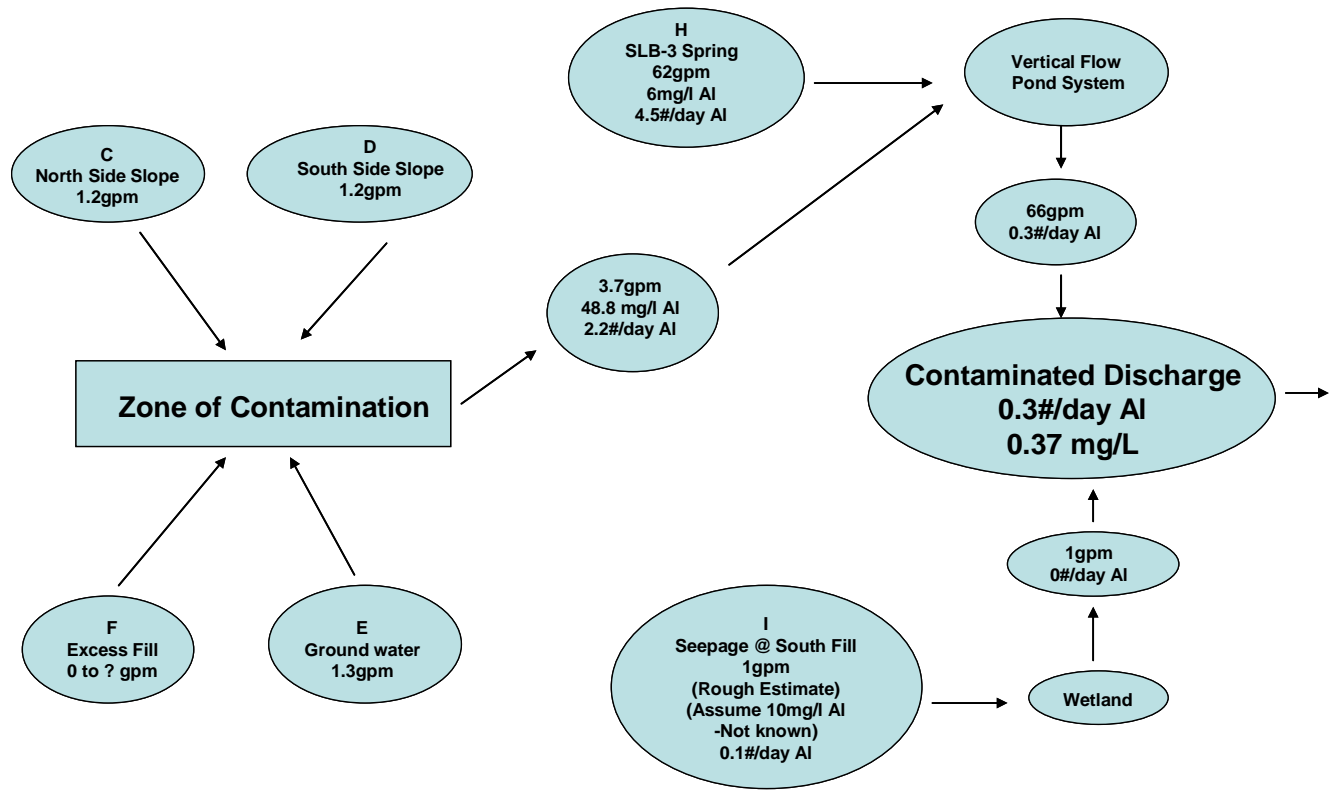 H
SLB-3 Spring
62gpm
6mg/l Al
4.5#/day Al
Vertical Flow
Pond System
C
North Side Slope
1.2gpm
D
South Side Slope
1.2gpm
66gpm
0.3#/day Al
3.7gpm
48.8 mg/l Al
2.2#/day Al
Zone of Contamination
Contaminated Discharge
0.3#/day Al
0.37 mg/L
1gpm
0#/day Al
F
Excess Fill
0 to ? gpm
E
Ground water
1.3gpm
I
Seepage @ South Fill
1gpm
(Rough Estimate)
(Assume 10mg/l Al
-Not known)
0.1#/day Al
Wetland